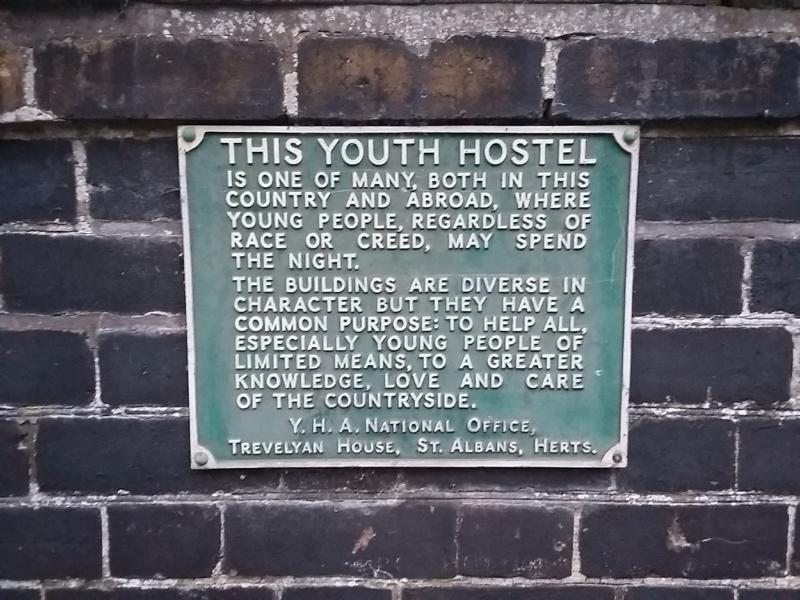 THIS YOUTH HOSTEL
IS ONE OF MANY, BOTH IN THIS
COUNTRY AND ABROAD, WHERE
YOUNG PEOPLE, REGARDLESS OF
RACE OR CREED, MAY SPEND
THE NIGHT.
THE BUILDINGS ARE DIVERSE IN
CHARACTER BUT THEY HAVE A
COMMON PURPOSE: TO HELP ALL,
ESPECIALLY YOUNG PEOPLE OF
LIMITED MEANS, TO A GREATER
KNOWLEDGE, LOVE AND CARE
OF THE COUNTRYSIDE.
Y. H. A. NATIONAL OFFICE,
TREVELYAN HOUSE, ST. ALBANS, HERTS.